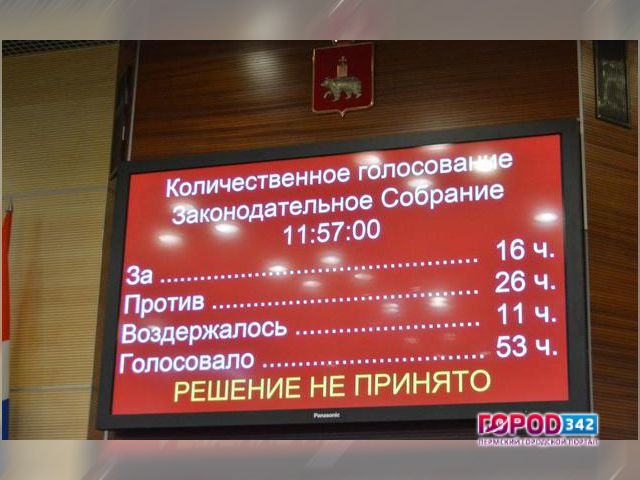 Количественное голосование
Законодательное Собрание
11:57:00
За ................................................ 16 ч.
Против ........................................ 26 ч.
Воздержалось ............................ 11 ч.
Голосовало .................................. 53 ч.
РЕШЕНИЕ НЕ ПРИНЯТО
Panasonic
ГОРОД 342
ПЕРМСКИЙ ГОРОДСКОЙ ПОРТАЛ